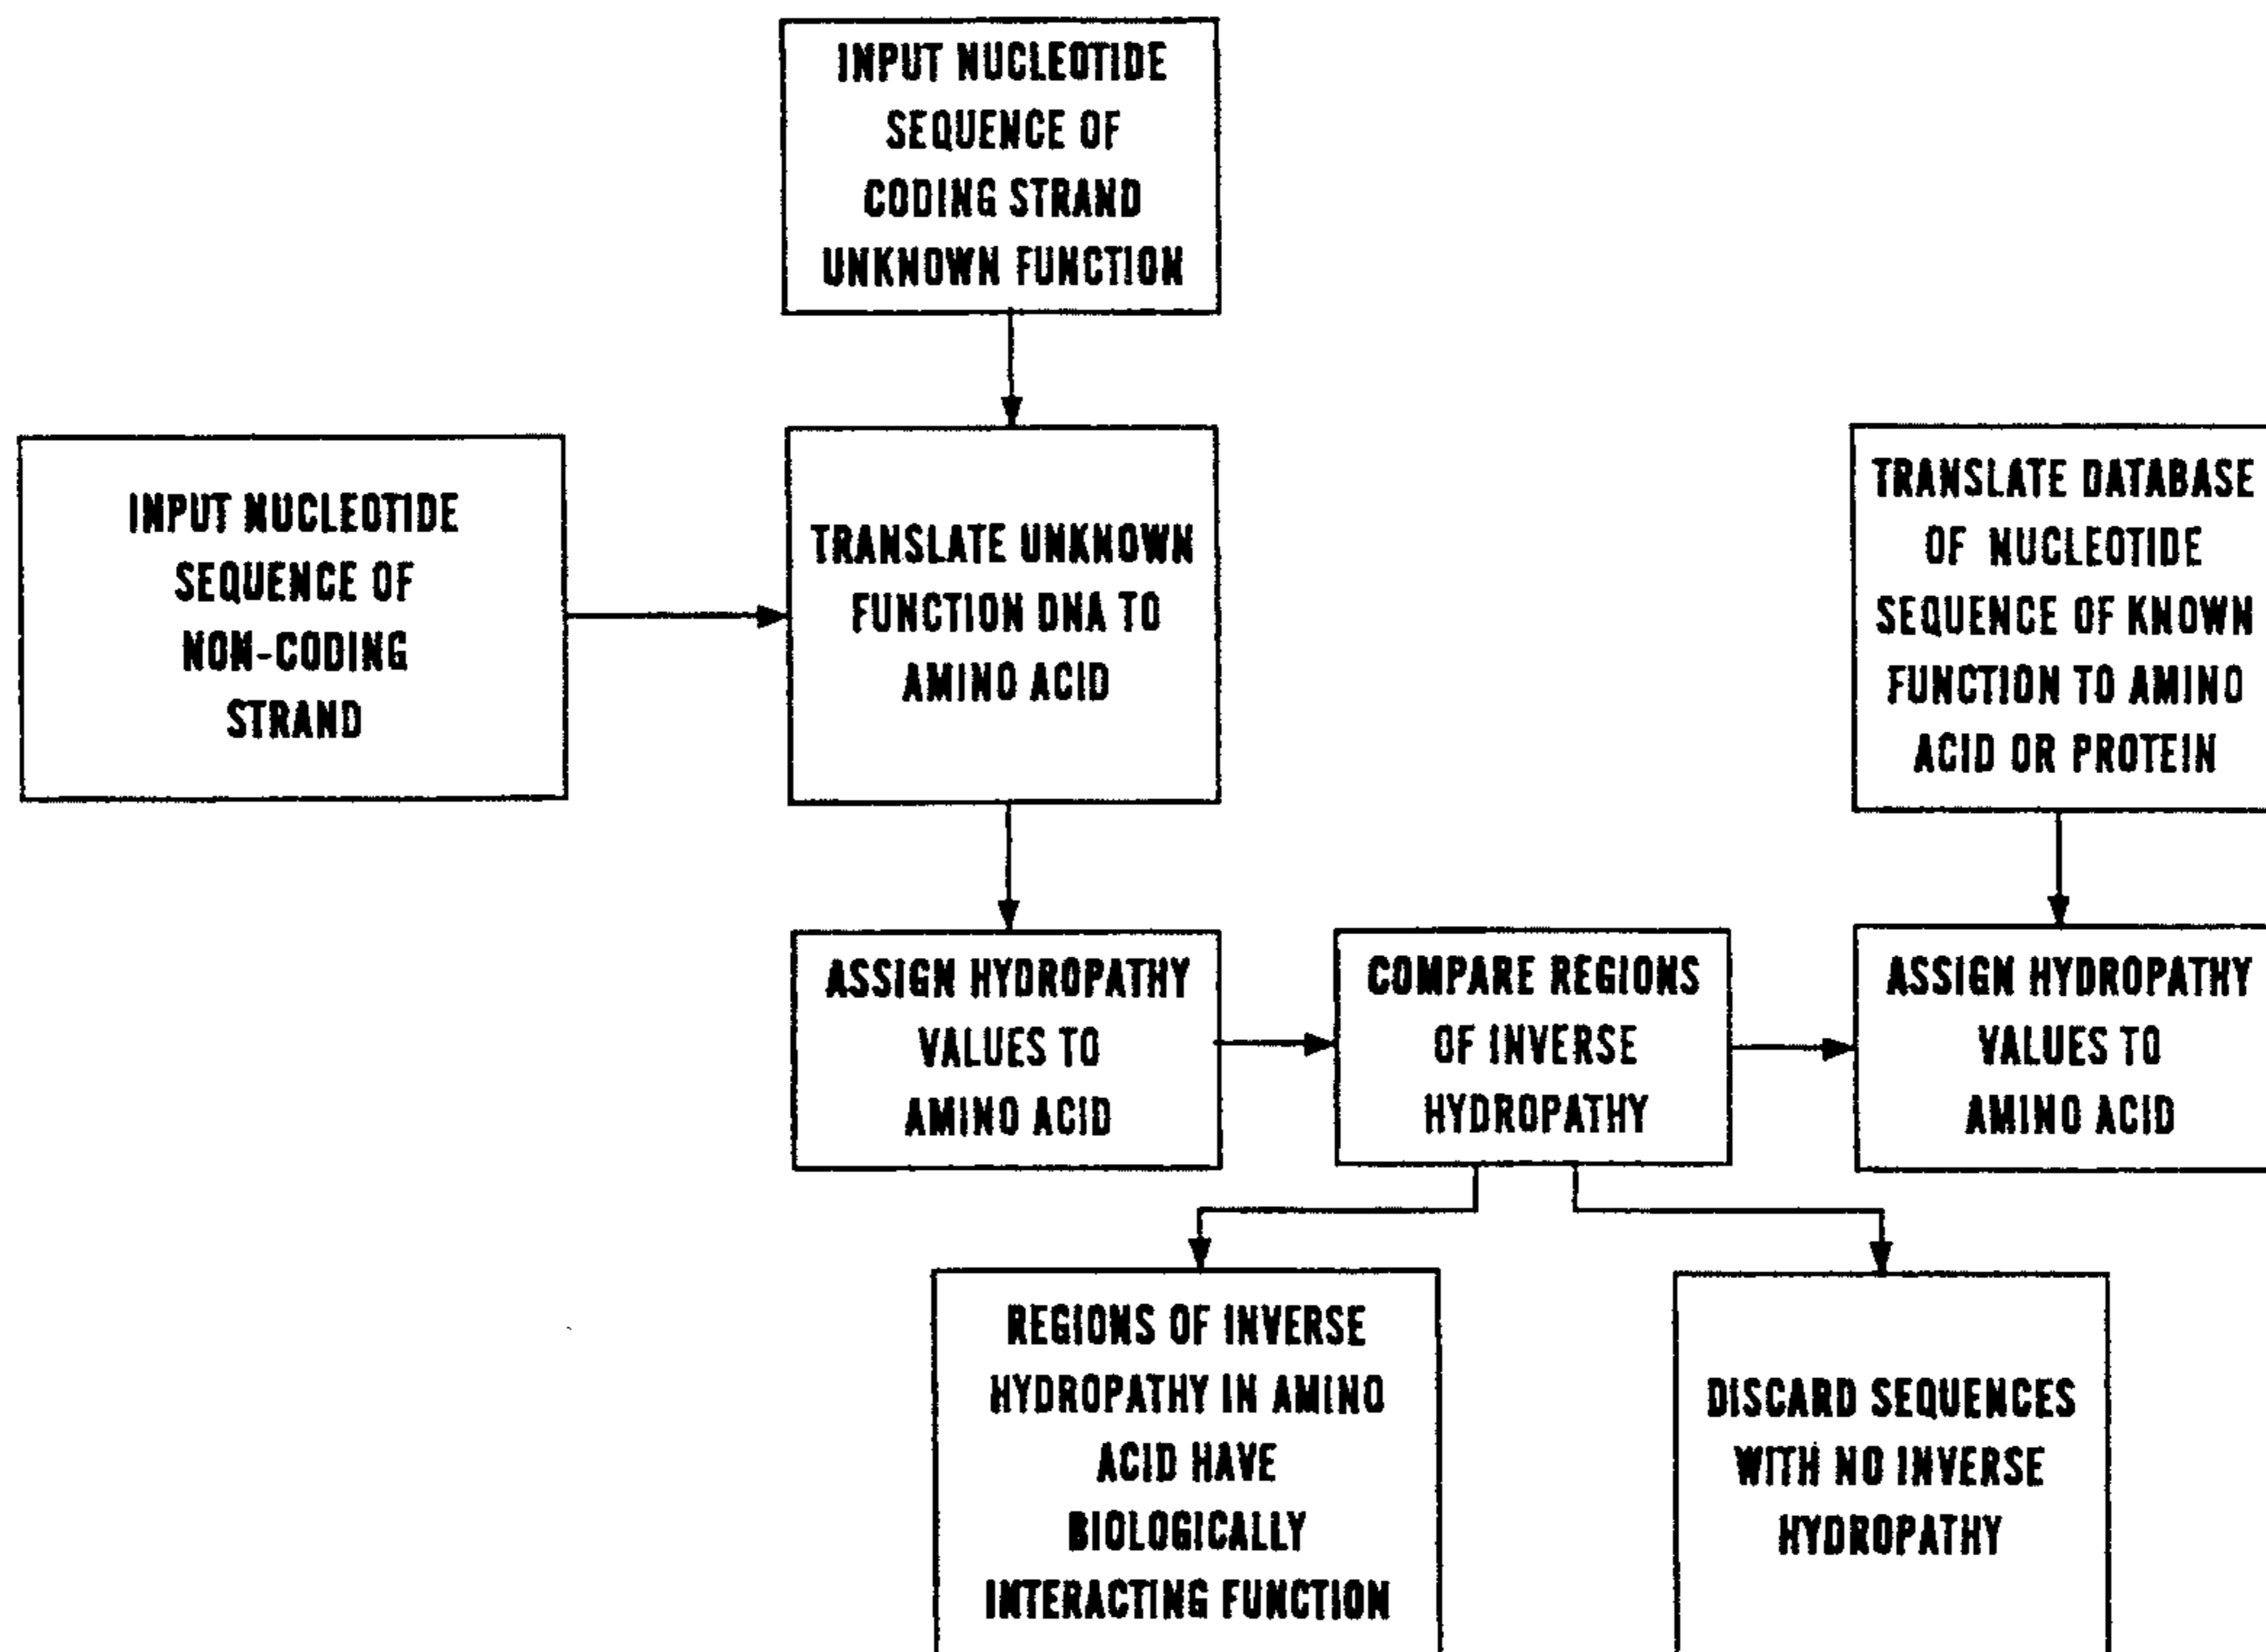 INPUT NUCLEOTIDE
SEQUENCE OF
CODING STRAND
UNKNOWN FUNCTION
INPUT NUCLEOTIDE
SEQUENCE OF
NON-CODING
STRAND
TRANSLATE UNKNOWN
FUNCTION DNA TO
AMINO ACID
TRANSLATE DATABASE
OF NUCLEOTIDE
SEQUENCE OF KNOWN
FUNCTION TO AMINO
ACID OR PROTEIN
ASSIGN HYDROPATHY
VALUES TO
AMINO ACID
COMPARE REGIONS
OF INVERSE
HYDROPATHY
ASSIGN HYDROPATHY
VALUES TO
AMINO ACID
REGIONS OF INVERSE
HYDROPATHY IN AMINO
ACID HAVE
BIOLOGICALLY
INTERACTING FUNCTION
DISCARD SEQUENCES
WITH NO INVERSE
HYDROPATHY